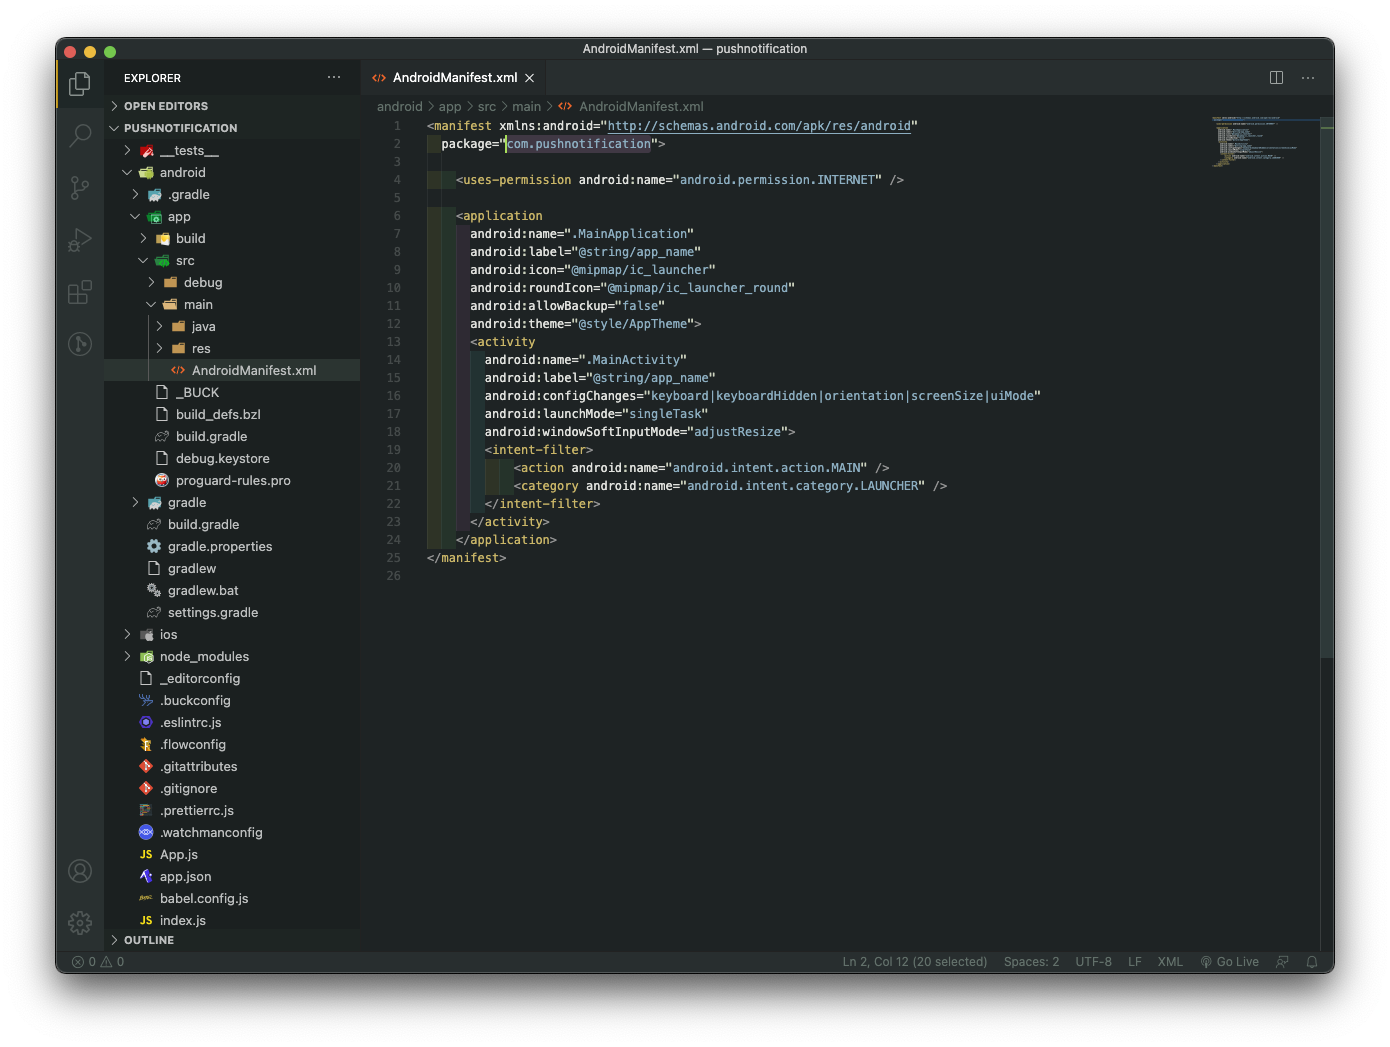 AndroidManifest.xml — pushnotification
EXPLORER
OPEN EDITORS
PUSHNOTIFICATION
__tests__
android
.gradle
app
build
src
debug
main
java
res
AndroidManifest.xml
_BUCK
build_defs.bzl
build.gradle
debug.keystore
proguard-rules.pro
gradle
build.gradle
gradle.properties
gradlew
gradlew.bat
settings.gradle
ios
node_modules
_editorconfig
.buckconfig
.eslintrc.js
.flowconfig
.gitattributes
.gitignore
.prettierrc.js
.watchmanconfig
JS App.js
app.json
babel.config.js
JS index.js
OUTLINE
AndroidManifest.xml
android > app > src > main > AndroidManifest.xml
1 <manifest xmlns:android="http://schemas.android.com/apk/res/android"
2 package="com.pushnotification">
3
4 <uses-permission android:name="android.permission.INTERNET" />
5
6 <application
7 android:name=".MainApplication"
8 android:label="@string/app_name"
9 android:icon="@mipmap/ic_launcher"
10 android:roundIcon="@mipmap/ic_launcher_round"
11 android:allowBackup="false"
12 android:theme="@style/AppTheme">
13 <activity
14 android:name=".MainActivity"
15 android:label="@string/app_name"
16 android:configChanges="keyboard|keyboardHidden|orientation|screenSize|uiMode"
17 android:launchMode="singleTask"
18 android:windowSoftInputMode="adjustResize">
19 <intent-filter>
20 <action android:name="android.intent.action.MAIN" />
21 <category android:name="android.intent.category.LAUNCHER" />
22 </intent-filter>
23 </activity>
24 </application>
25 </manifest>
26
0 0
Ln 2, Col 12 (20 selected) Spaces: 2 UTF-8 LF XML Go Live